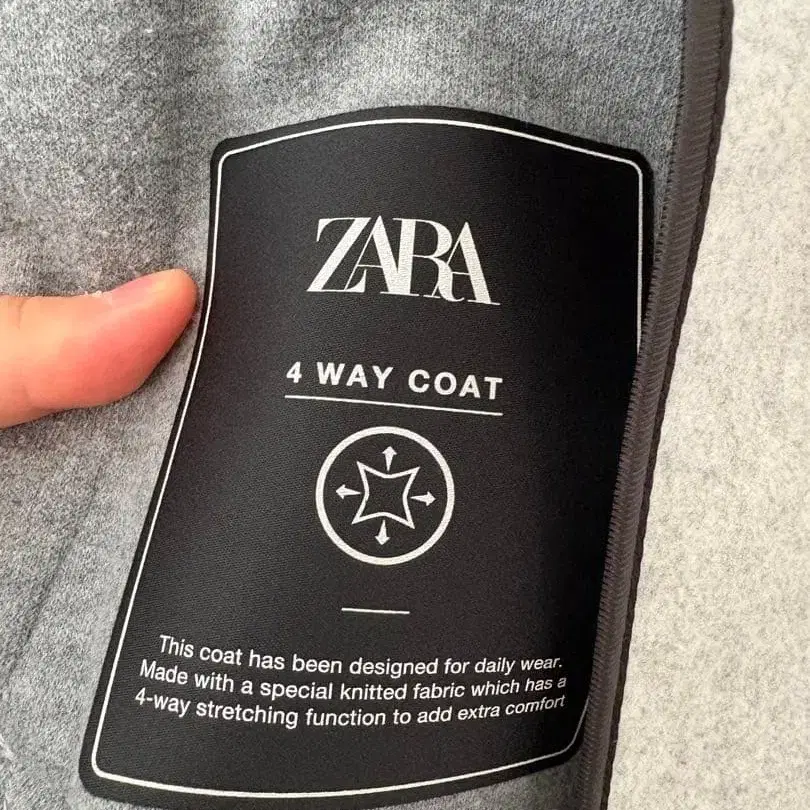 ZARA
4 WAY COAT
This coat has been designed for daily wear.
Made with a special knitted fabric which has a
4-way stretching function to add extra comfort